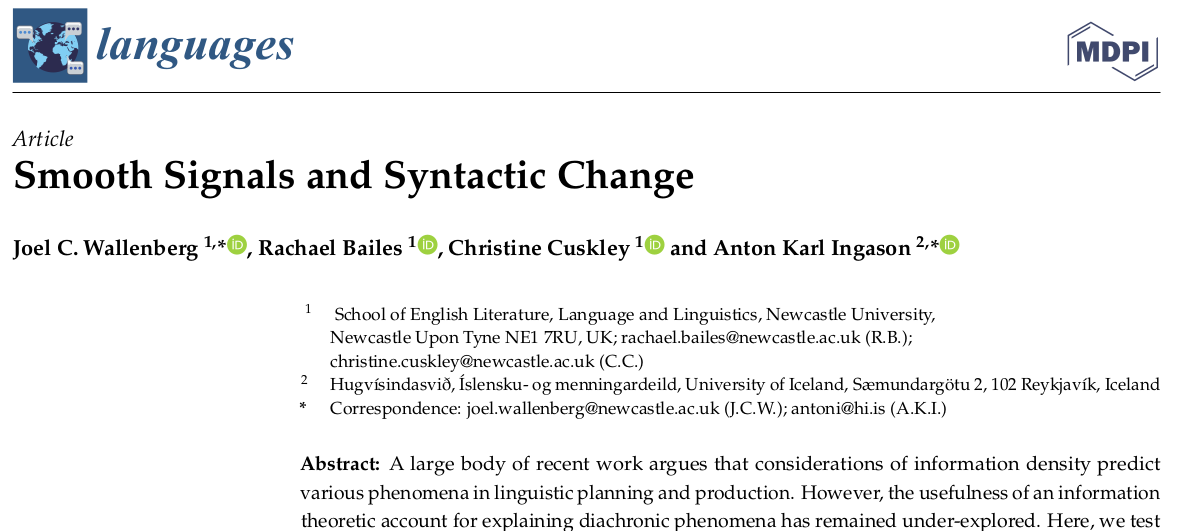 languages
MDPI
Article
Smooth Signals and Syntactic Change
Joel C. Wallenberg 1,*iD, Rachael Bailes 1iD, Christine Cuskley 1iD and Anton Karl Ingason 2,*iD
1 School of English Literature, Language and Linguistics, Newcastle University,
Newcastle Upon Tyne NE1 7RU, UK; rachael.bailes@newcastle.ac.uk (R.B.);
christine.cuskley@newcastle.ac.uk (C.C.)
2 Hugvísindasvið, Íslensku- og menningardeild, University of Iceland, Sæmundargötu 2, 102 Reykjavík, Iceland
* Correspondence: joel.wallenberg@newcastle.ac.uk (J.C.W.); antoni@hi.is (A.K.I.)
Abstract: A large body of recent work argues that considerations of information density predict
various phenomena in linguistic planning and production. However, the usefulness of an information
theoretic account for explaining diachronic phenomena has remained under-explored. Here, we test